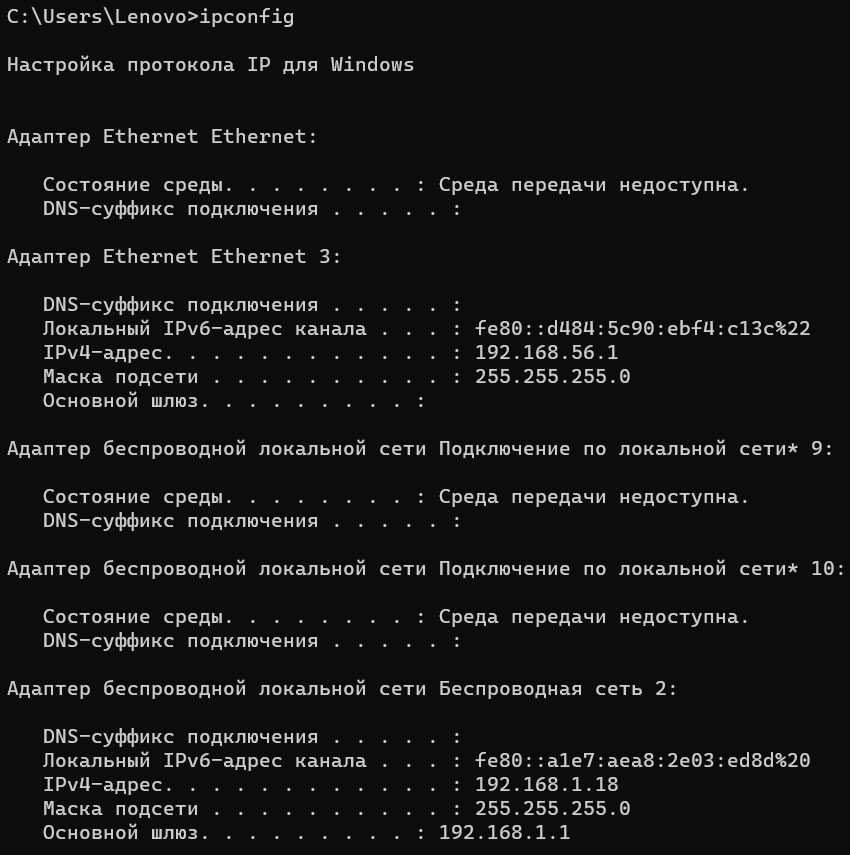 C:\Users\Lenovo>ipconfig
Настройка протокола IP для Windows
Адаптер Ethernet Ethernet:
Состояние среды. . . . . . . . : Среда передачи недоступна.
DNS-суффикс подключения . . . . . :
Адаптер Ethernet Ethernet 3:
DNS-суффикс подключения . . . . . :
Локальный IPv6-адрес канала . . . : fe80::d484:5c90:ebf4:c13c%22
IPv4-адрес. . . . . . . . . . . . : 192.168.56.1
Маска подсети . . . . . . . . . . : 255.255.255.0
Основной шлюз. . . . . . . . . :
Адаптер беспроводной локальной сети Подключение по локальной сети* 9:
Состояние среды. . . . . . . . : Среда передачи недоступна.
DNS-суффикс подключения . . . . . :
Адаптер беспроводной локальной сети Подключение по локальной сети* 10:
Состояние среды. . . . . . . . : Среда передачи недоступна.
DNS-суффикс подключения . . . . . :
Адаптер беспроводной локальной сети Беспроводная сеть 2:
DNS-суффикс подключения . . . . . :
Локальный IPv6-адрес канала . . . : fe80::a1e7:aea8:2e03:ed8d%20
IPv4-адрес. . . . . . . . . . . . : 192.168.1.18
Маска подсети . . . . . . . . . . : 255.255.255.0
Основной шлюз. . . . . . . . . : 192.168.1.1